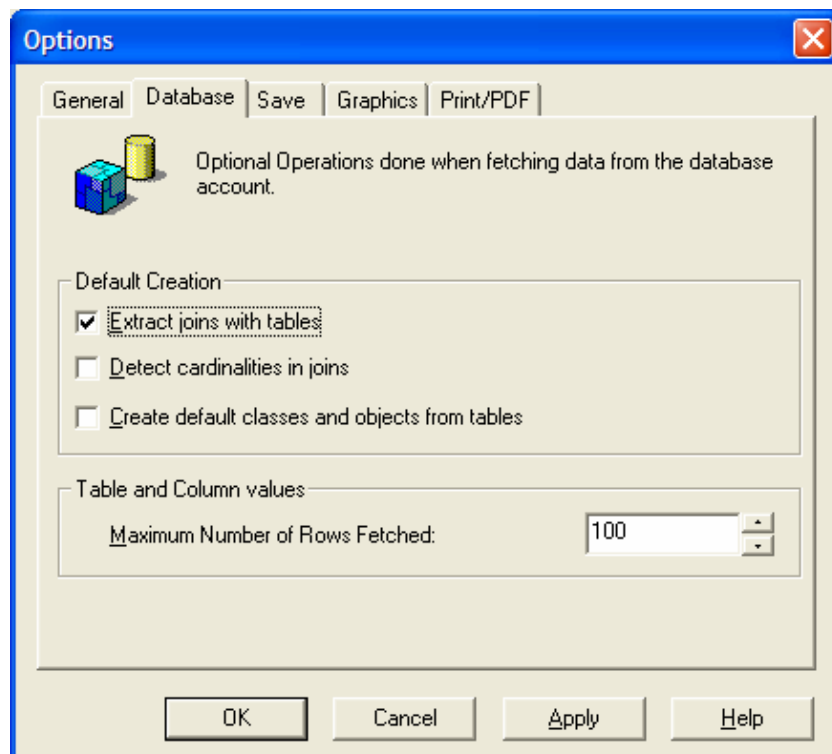 Options
General Database Save Graphics Print/PDF
Optional Operations done when fetching data from the database
account.
Default Creation
Extract joins with tables
Detect cardinalities in joins
Create default classes and objects from tables
Table and Column values
Maximum Number of Rows Fetched: 100
OK Cancel Apply Help